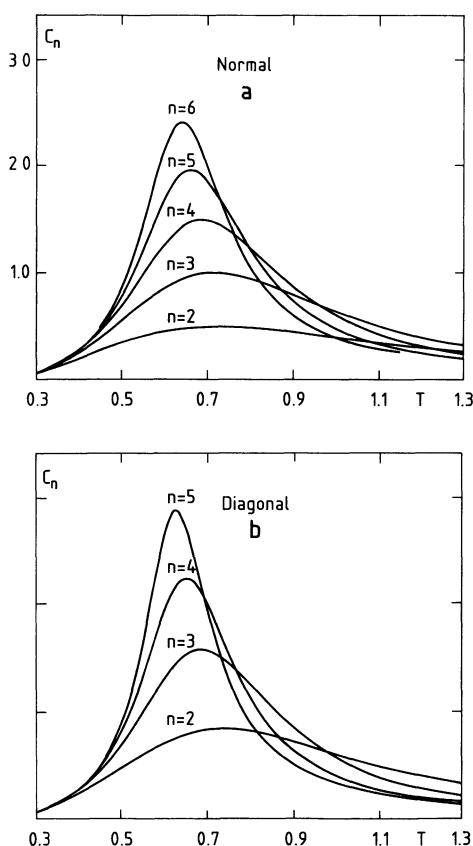 Cn
3 0
Normal
a
n=6
2 0
n=5
n=4
n=3
1.0
n=2
0.3 0.5 0.7 0.9 1.1 T 1.3
Cn
n=5
Diagonal
b
n=4
n=3
n=2
0.3 0.5 0.7 0.9 1.1 T 1.3